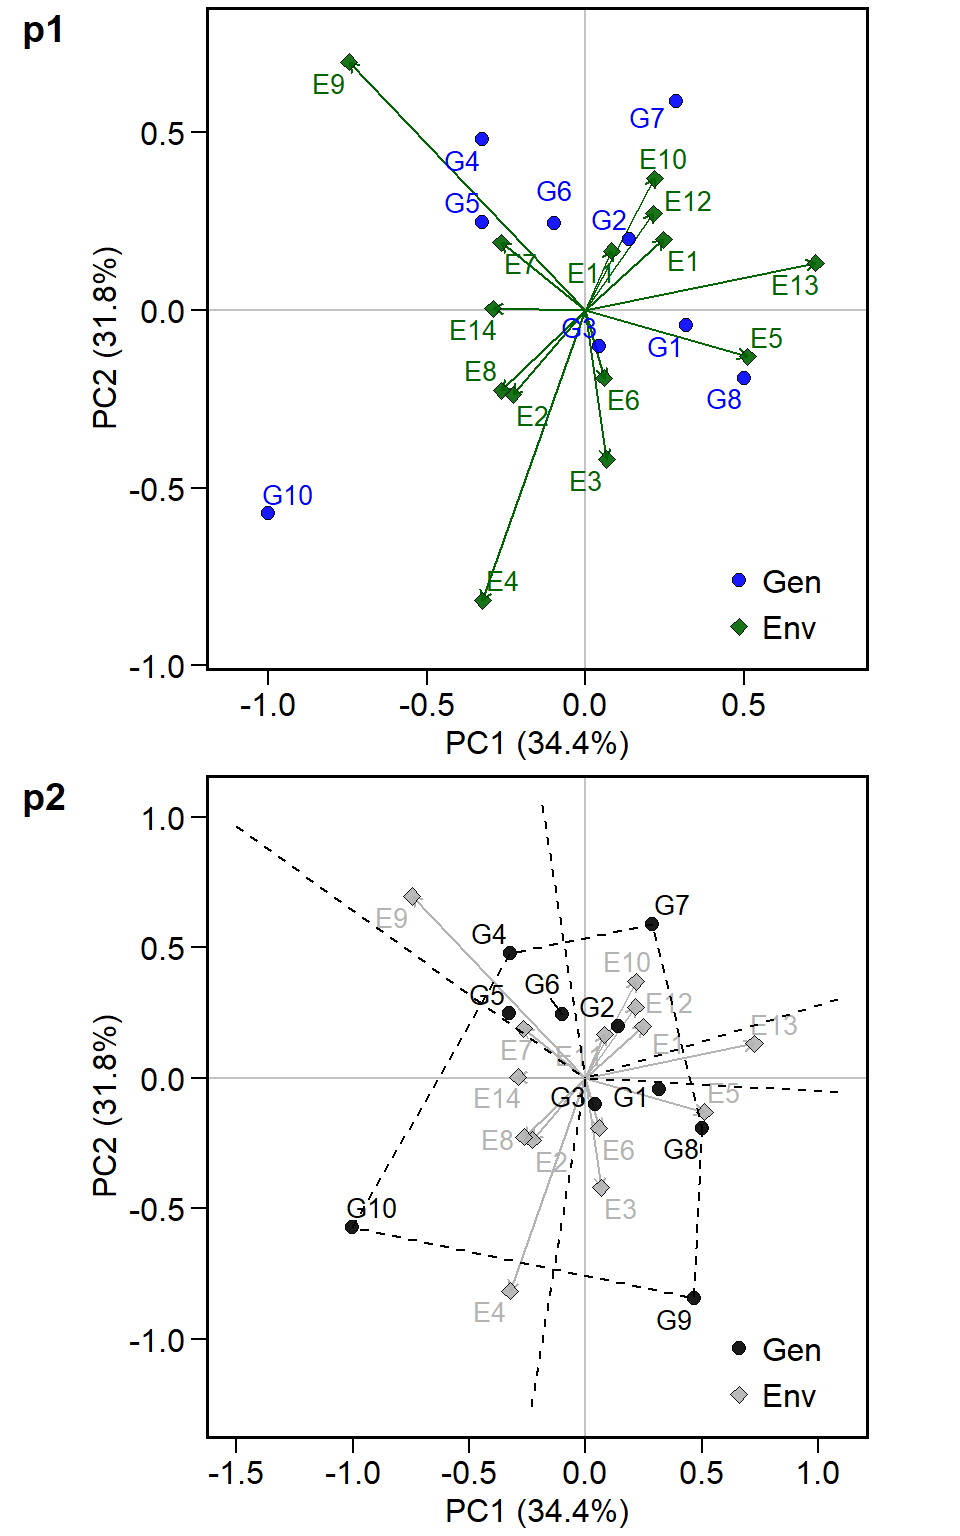 p1
E9
G7
0.5
G4
E10
G6
G5
E12
G2
E7
E11
E1
E13
0.0
G3
E14
G1
E5
E8
G8
E6
E2
E3
-0.5
G10
E4
Gen
Env
-1.0
-1.0 -0.5 0.0 0.5
PC1 (34.4%)
PC2 (31.8%)
p2
1.0
E9
G7
G4
0.5
E10
G6
G5
G2
E12
E13
E7
E11
E1
0.0
G3
G1
E5
E14
E8
E6
G8
E2
-0.5
G10
E3
E4
G9
-1.0
Gen
Env
-1.5 -1.0 -0.5 0.0 0.5 1.0
PC1 (34.4%)
PC2 (31.8%)